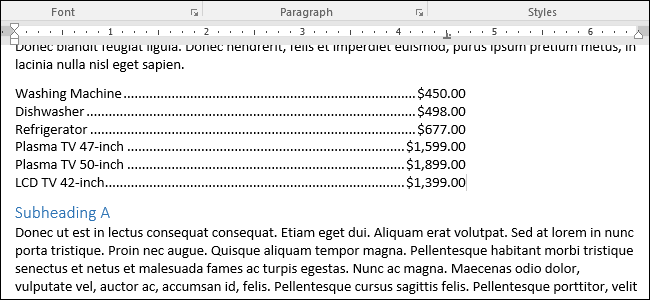 Font Paragraph Styles
1 2 3 4 5 6
Donec blandit feugiat ligula. Donec hendrerit, felis et imperdiet euismod, purus ipsum pretium metus, in
lacinia nulla nisl eget sapien.
Washing Machine........................................................................$450.00
Dishwasher..................................................................................$498.00
Refrigerator.................................................................................$677.00
Plasma TV 47-inch.....................................................................$1,599.00
Plasma TV 50-inch.....................................................................$1,899.00
LCD TV 42-inch..........................................................................$1,399.00
Subheading A
Donec ut est in lectus consequat consequat. Etiam eget dui. Aliquam erat volutpat. Sed at lorem in nunc
porta tristique. Proin nec augue. Quisque aliquam tempor magna. Pellentesque habitant morbi tristique
senectus et netus et malesuada fames ac turpis egestas. Nunc ac magna. Maecenas odio dolor,
vulputate vel, auctor ac, accumsan id, felis. Pellentesque cursus sagittis felis. Pellentesque porttitor, velit